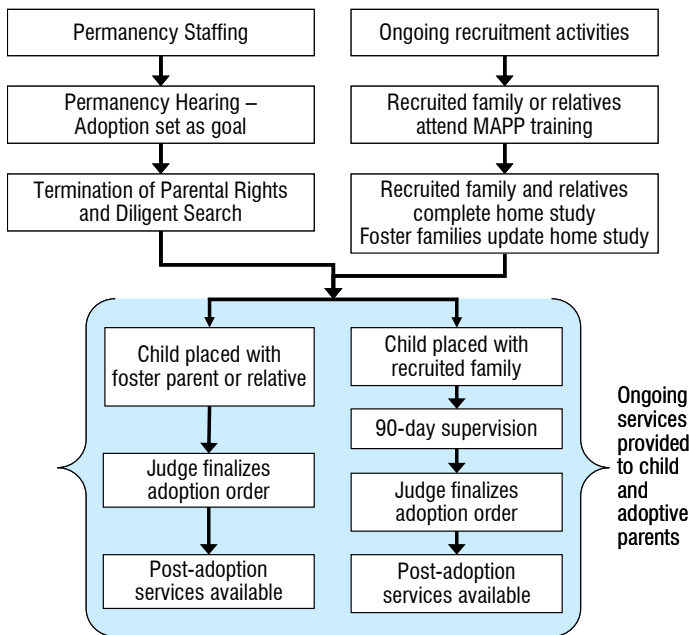 Permanency Staffing
Ongoing recruitment activities
Permanency Hearing –
Adoption set as goal
Recruited family or relatives
attend MAPP training
Termination of Parental Rights
and Diligent Search
Recruited family and relatives
complete home study
Foster families update home study
Child placed with
foster parent or relative
Child placed with
recruited family
90-day supervision
Judge finalizes
adoption order
Judge finalizes
adoption order
Post-adoption
services available
Post-adoption
services available
Ongoing
services
provided
to child
and
adoptive
parents